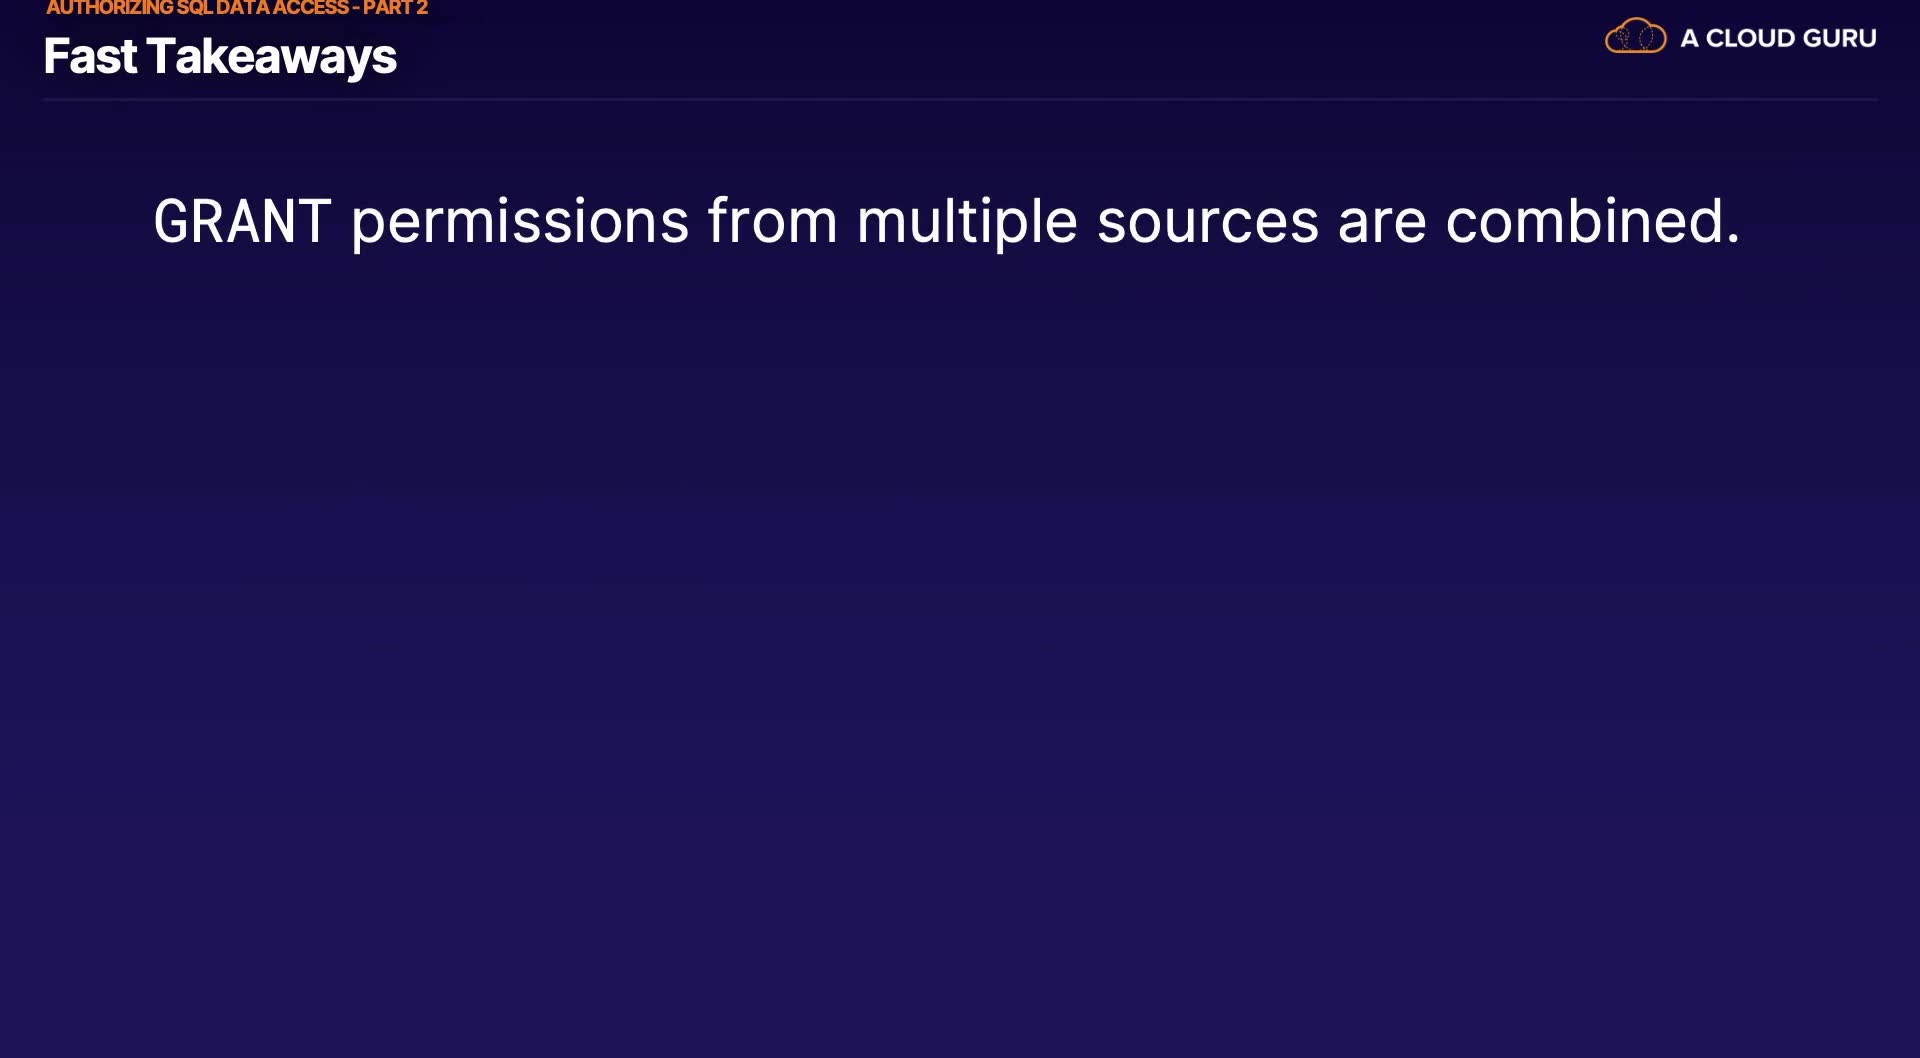 AUTHORIZING SQL DATA ACCESS - PART 2
Fast Takeaways
A CLOUD GURU
GRANT permissions from multiple sources are combined.